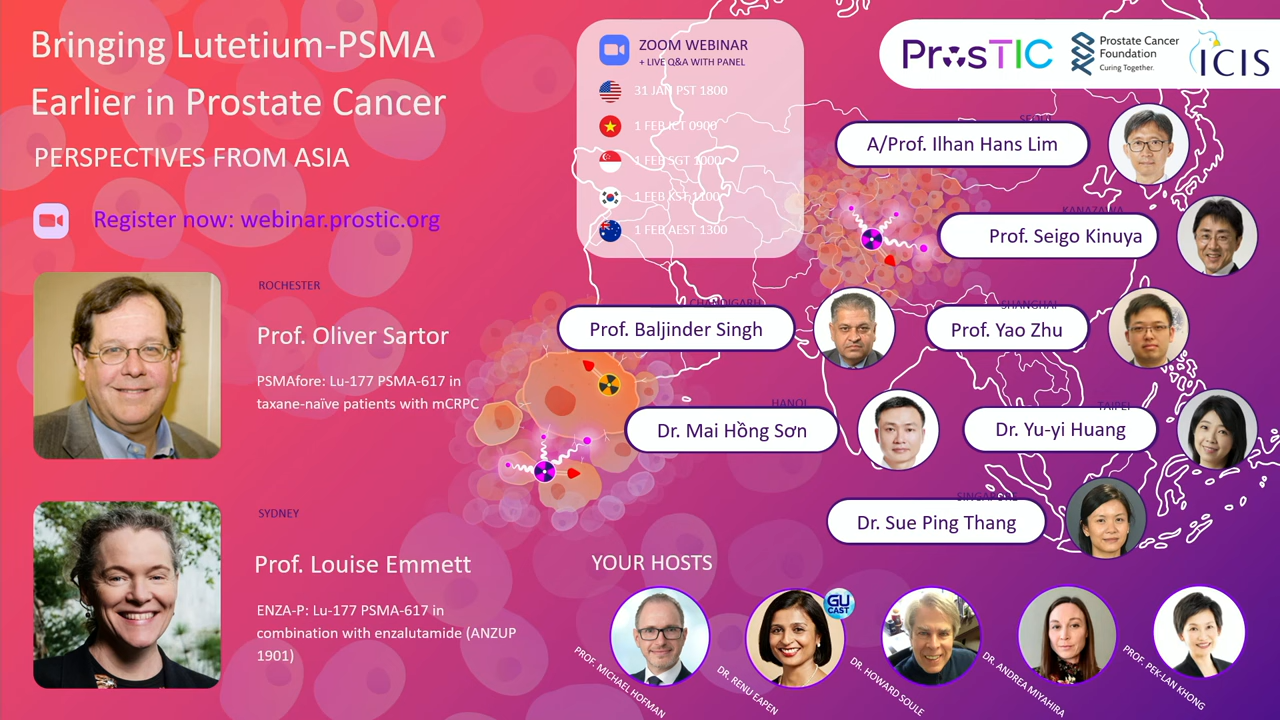 Bringing Lutetium-PSMA
Earlier in Prostate Cancer
PERSPECTIVES FROM ASIA
Register now: webinar.prostic.org
ROCHESTER
Prof. Oliver Sartor
PSMAfore: Lu-177 PSMA-617 in
taxane-naïve patients with mCRPC
SYDNEY
Prof. Louise Emmett
ENZA-P: Lu-177 PSMA-617 in
combination with enzalutamide (ANZUP
1901)
ZOOM WEBINAR
+ LIVE Q&A WITH PANEL
31 JAN PST 1800
1 FEB ICT 0900
1 FEB SGT 1000
1 FEB KST 1100
1 FEB AEST 1300
ProsTIC
Prostate Cancer
Foundation
Curing Together.
ICIS
SEOUL
A/Prof. Ilhan Hans Lim
KANAZAWA
Prof. Seigo Kinuya
CHANDIGARH
Prof. Baljinder Singh
SHANGHAI
Prof. Yao Zhu
HANOI
Dr. Mai Hồng Sơn
TAIPEI
Dr. Yu-yi Huang
SINGAPORE
Dr. Sue Ping Thang
YOUR HOSTS
GU
CAST
PROF. MICHAEL HOFMAN
DR. RENU EAPEN
DR. HOWARD SOULE
DR. ANDREA MIYAHIRA
PROF. PEK-LAN KHONG